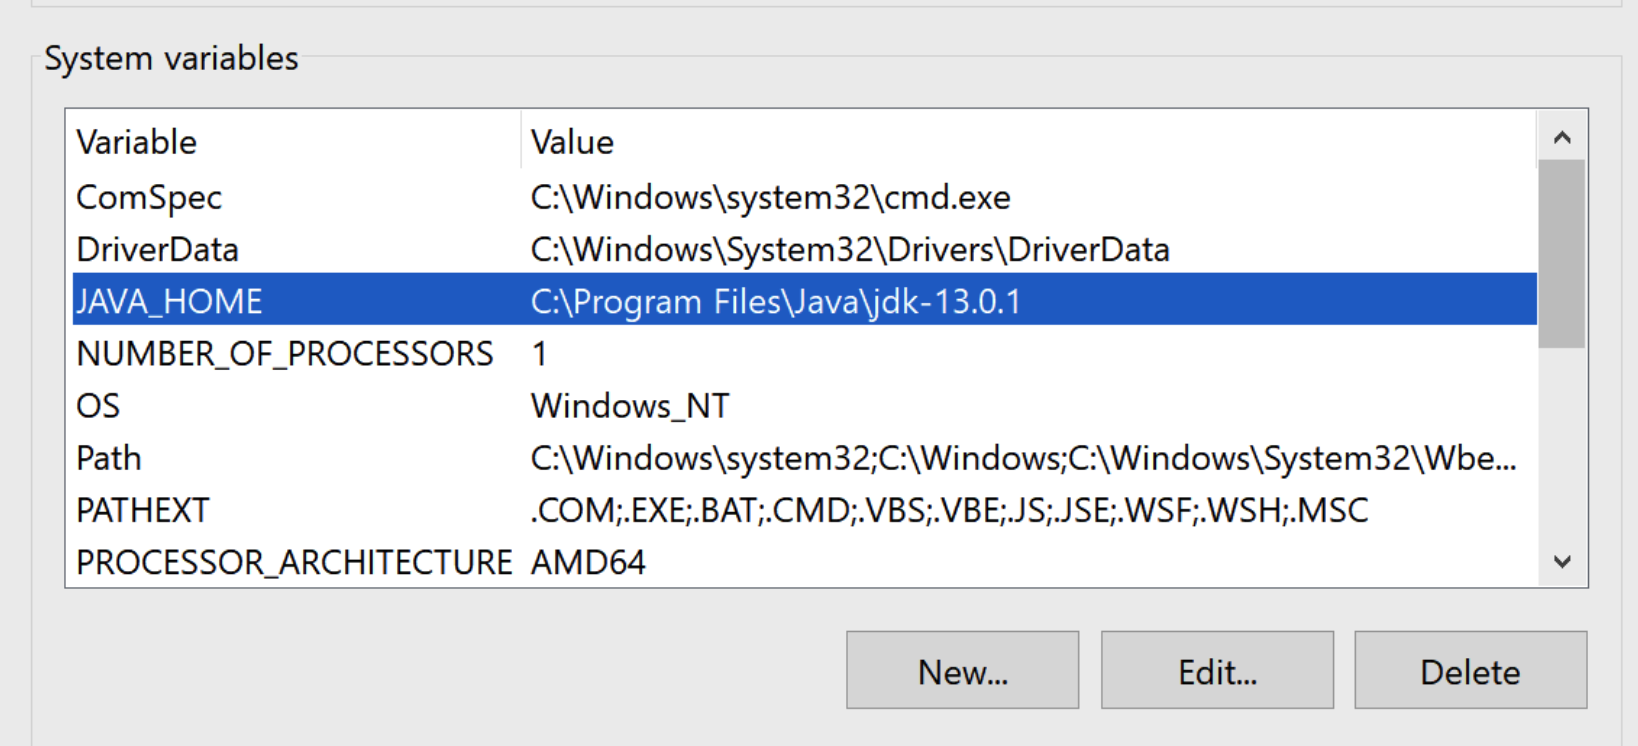 System variables
Variable Value
ComSpec C:\Windows\system32\cmd.exe
DriverData C:\Windows\System32\Drivers\DriverData
JAVA_HOME C:\Program Files\Java\jdk-13.0.1
NUMBER_OF_PROCESSORS 1
OS Windows_NT
Path C:\Windows\system32;C:\Windows;C:\Windows\System32\Wbe...
PATHEXT .COM;.EXE;.BAT;.CMD;.VBS;.VBE;.JS;.JSE;.WSF;.WSH;.MSC
PROCESSOR_ARCHITECTURE AMD64
New... Edit... Delete